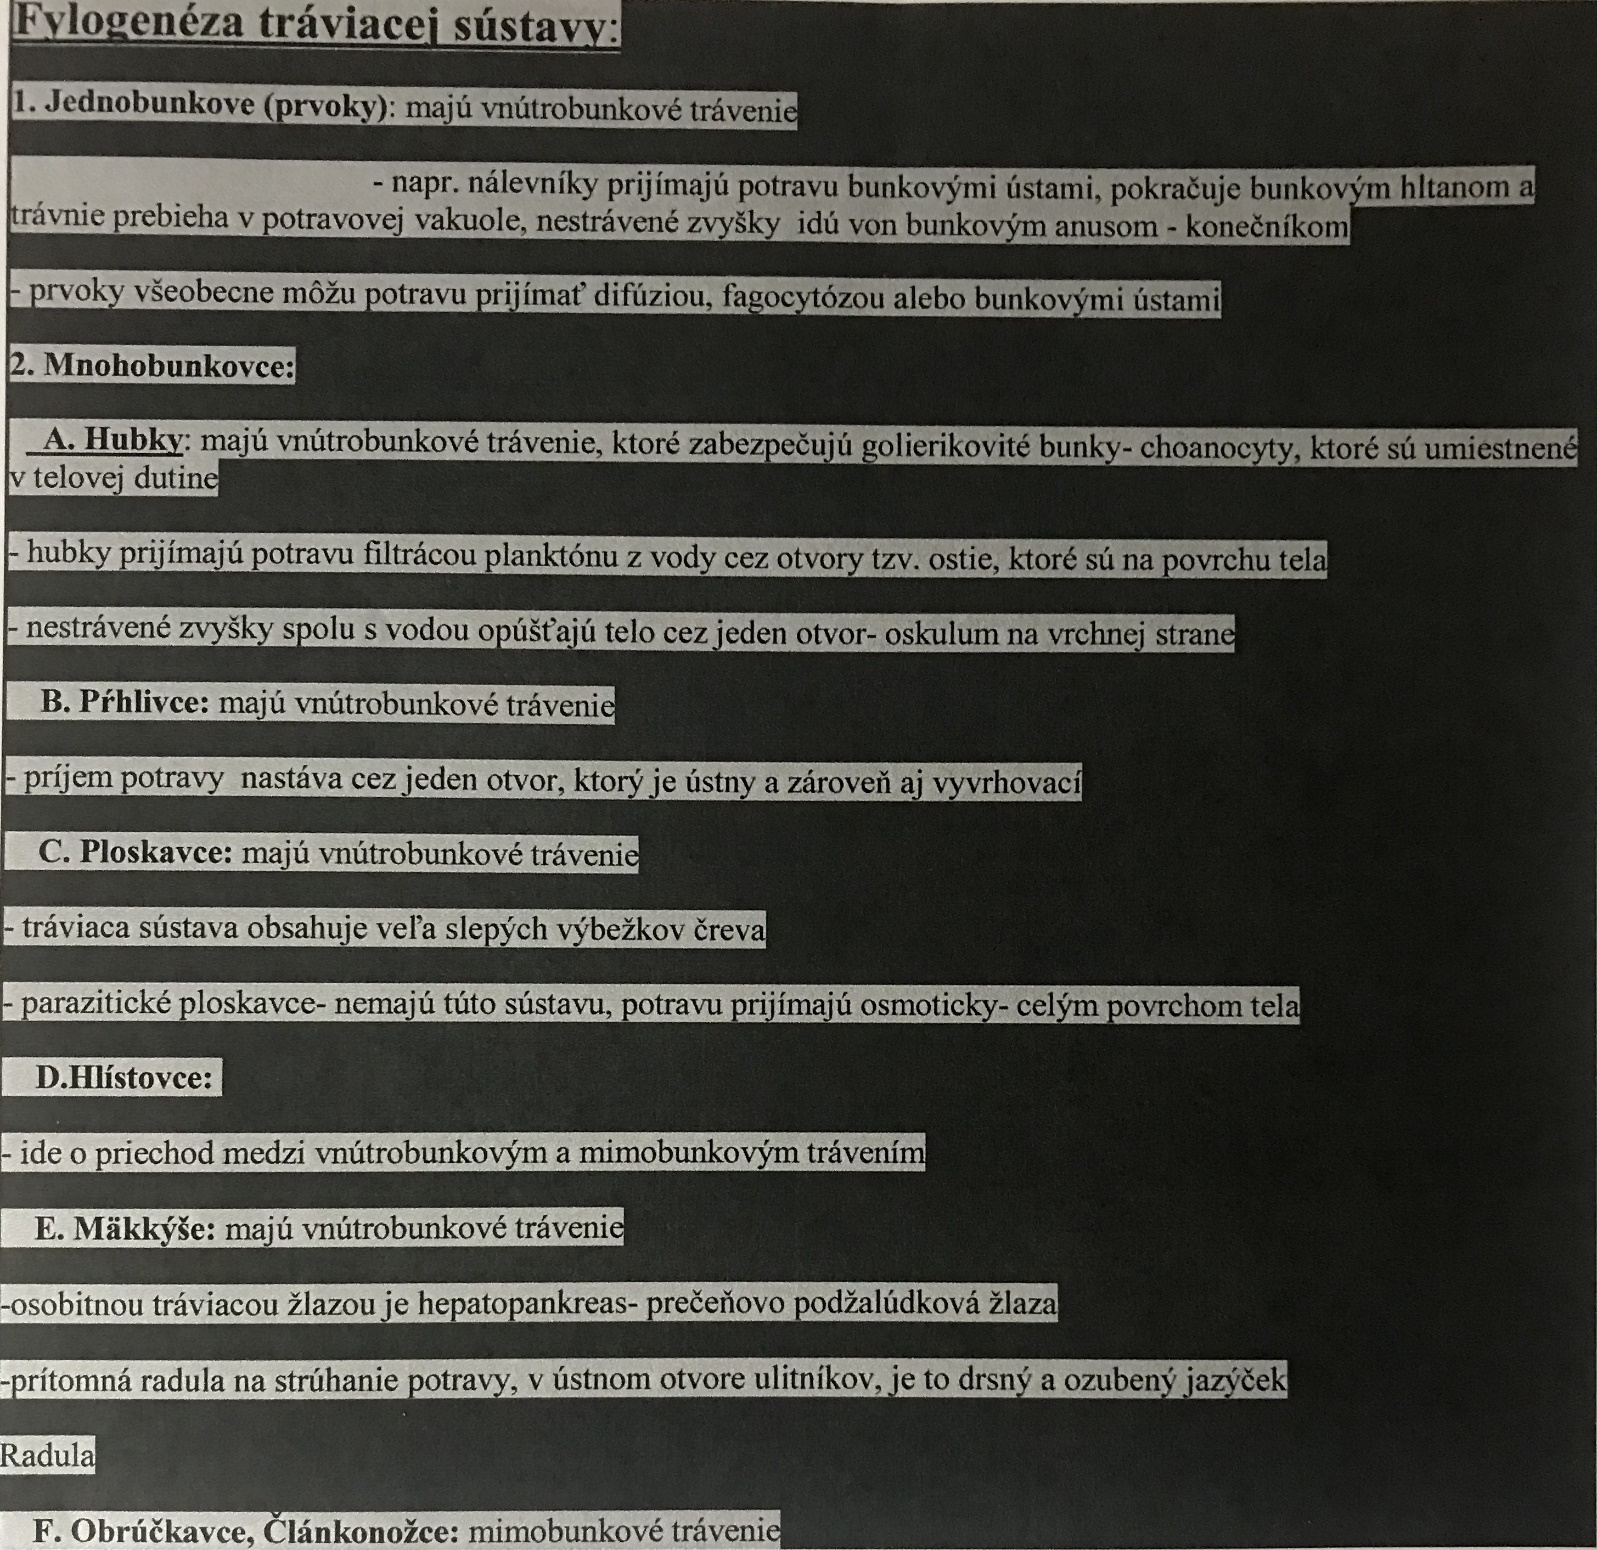 Fylogenéza tráviacej sústavy:
1. Jednobunkove (prvoky): majú vnútrobunkové trávenie
- napr. nálevníky prijímajú potravu bunkovými ústami, pokračuje bunkovým hltanom a
trávnie prebieha v potravovej vakuole, nestrávené zvyšky idú von bunkovým anusom - konečníkom
- prvoky všeobecne môžu potravu prijímať difúziou, fagocytózou alebo bunkovými ústami
2. Mnohobunkovce:
A. Hubky: majú vnútrobunkové trávenie, ktoré zabezpečujú golierikovité bunky- choanocyty, ktoré sú umiestnené
v telovej dutine
- hubky prijímajú potravu filtrácou planktónu z vody cez otvory tzv. ostie, ktoré sú na povrchu tela
- nestrávené zvyšky spolu s vodou opúšťajú telo cez jeden otvor- oskulum na vrchnej strane
B. Pŕhlivce: majú vnútrobunkové trávenie
- príjem potravy nastáva cez jeden otvor, ktorý je ústny a zároveň aj vyvrhovací
C. Ploskavce: majú vnútrobunkové trávenie
- tráviaca sústava obsahuje veľa slepých výbežkov čreva
- parazitické ploskavce- nemajú túto sústavu, potravu prijímajú osmoticky- celým povrchom tela
D.Hlístovce:
- ide o priechod medzi vnútrobunkovým a mimobunkovým trávením
E. Mäkkýše: majú vnútrobunkové trávenie
-osobitnou tráviacou žlazou je hepatopankreas- prečeňovo podžalúdková žlaza
-prítomná radula na strúhanie potravy, v ústnom otvore ulitníkov, je to drsný a ozubený jazýček
Radula
F. Obrúčkavce, Článkonožce: mimobunkové trávenie